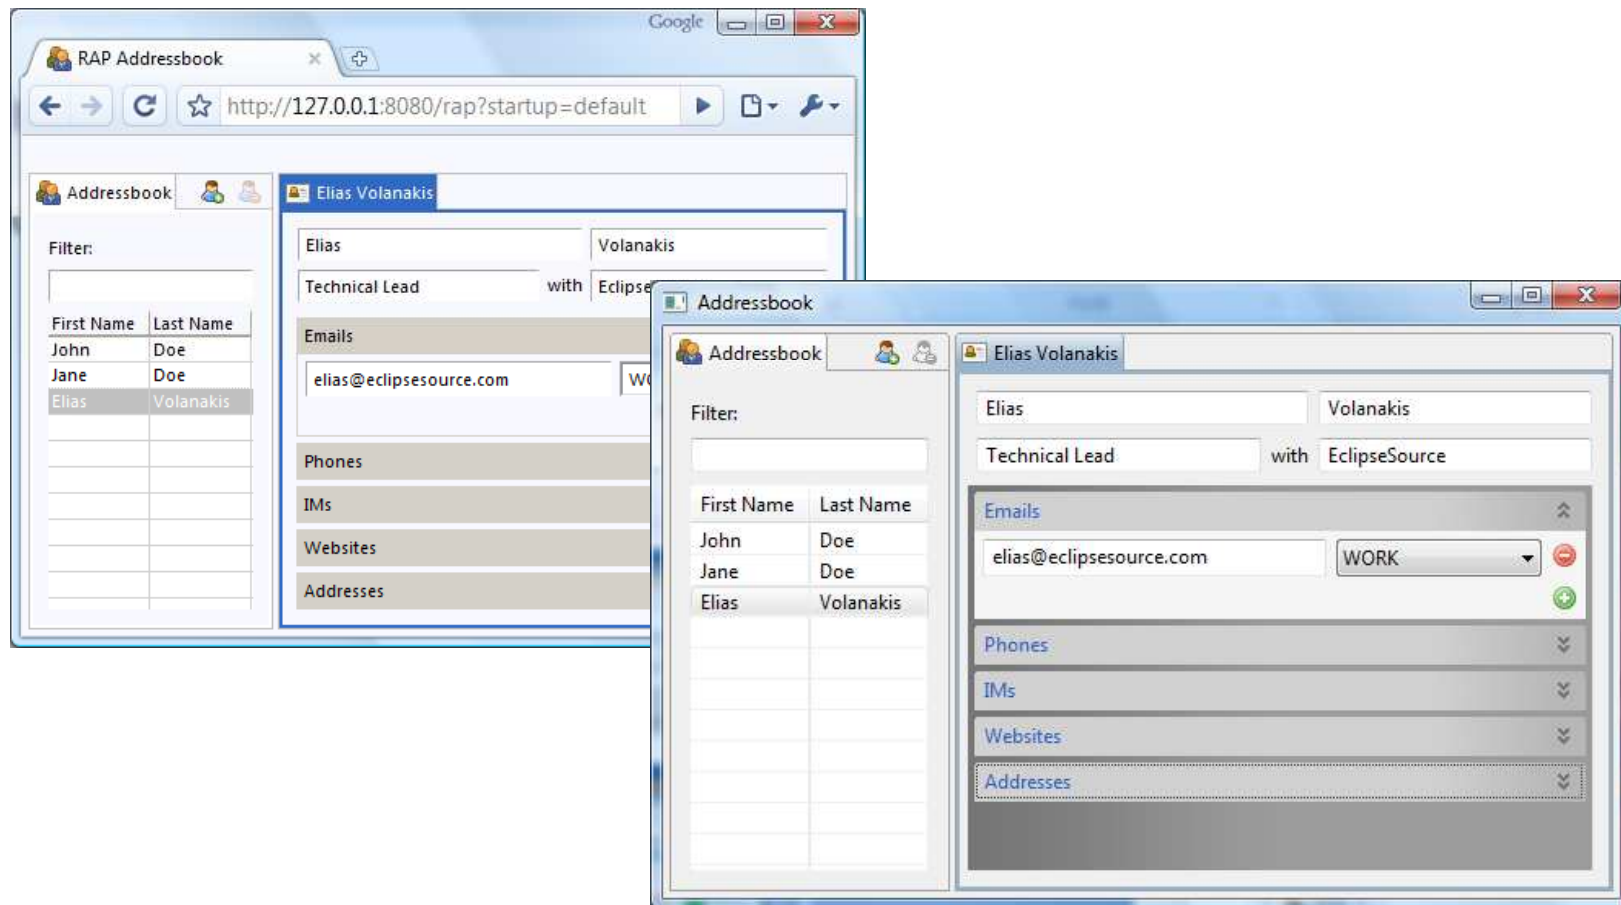 Google
RAP Addressbook
http://127.0.0.1:8080/rap?startup=default
Addressbook
Elias Volanakis
Filter:
Elias
Volanakis
Technical Lead
with
Eclipse
First Name Last Name
John Doe
Jane Doe
Elias Volanakis
Emails
elias@eclipsesource.com
Phones
IMs
Websites
Addresses
Addressbook
Addressbook
Elias Volanakis
Filter:
Elias
Volanakis
Technical Lead
with
EclipseSource
First Name Last Name
John Doe
Jane Doe
Elias Volanakis
Emails
elias@eclipsesource.com
WORK
Phones
IMs
Websites
Addresses